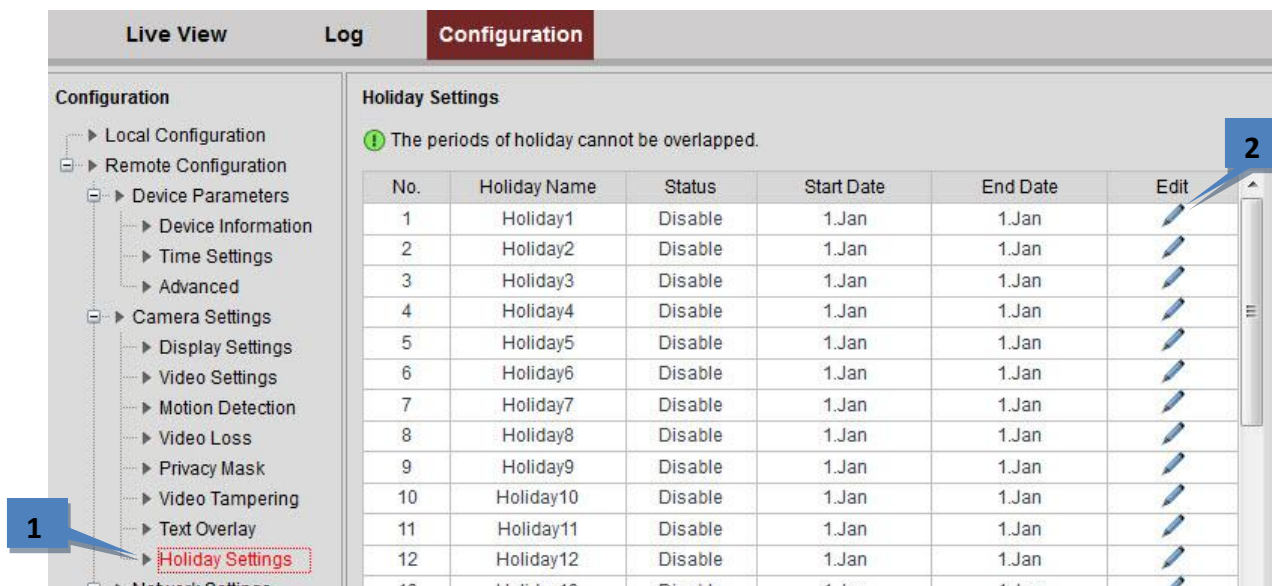 Live View Log Configuration
Configuration
Local Configuration
Remote Configuration
Device Parameters
Device Information
Time Settings
Advanced
Camera Settings
Display Settings
Video Settings
Motion Detection
Video Loss
Privacy Mask
Video Tampering
Text Overlay
1
Holiday Settings
Network Settings
Holiday Settings
The periods of holiday cannot be overlapped.
2
No. Holiday Name Status Start Date End Date Edit
1 Holiday1 Disable 1.Jan 1.Jan
2 Holiday2 Disable 1.Jan 1.Jan
3 Holiday3 Disable 1.Jan 1.Jan
4 Holiday4 Disable 1.Jan 1.Jan
5 Holiday5 Disable 1.Jan 1.Jan
6 Holiday6 Disable 1.Jan 1.Jan
7 Holiday7 Disable 1.Jan 1.Jan
8 Holiday8 Disable 1.Jan 1.Jan
9 Holiday9 Disable 1.Jan 1.Jan
10 Holiday10 Disable 1.Jan 1.Jan
11 Holiday11 Disable 1.Jan 1.Jan
12 Holiday12 Disable 1.Jan 1.Jan